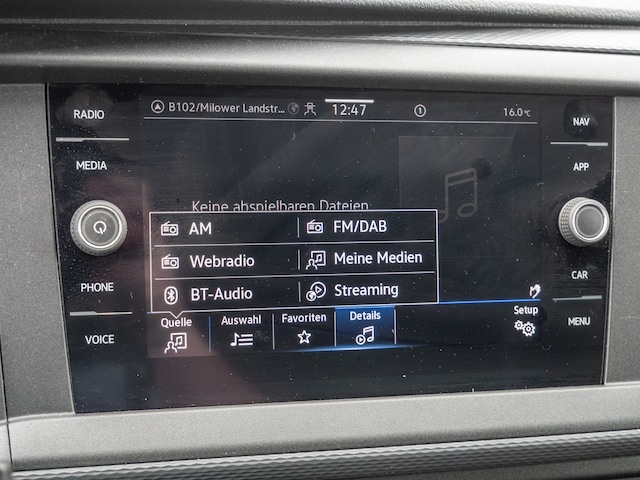 RADIO
MEDIA
PHONE
VOICE
B102/Milower Landstr...
12:47
1
16.0°C
Keine abspielbaren Dateien
AM
FM/DAB
Webradio
Meine Medien
BT-Audio
Streaming
Quelle
Auswahl
Favoriten
Details
Setup
NAV
APP
CAR
MENU